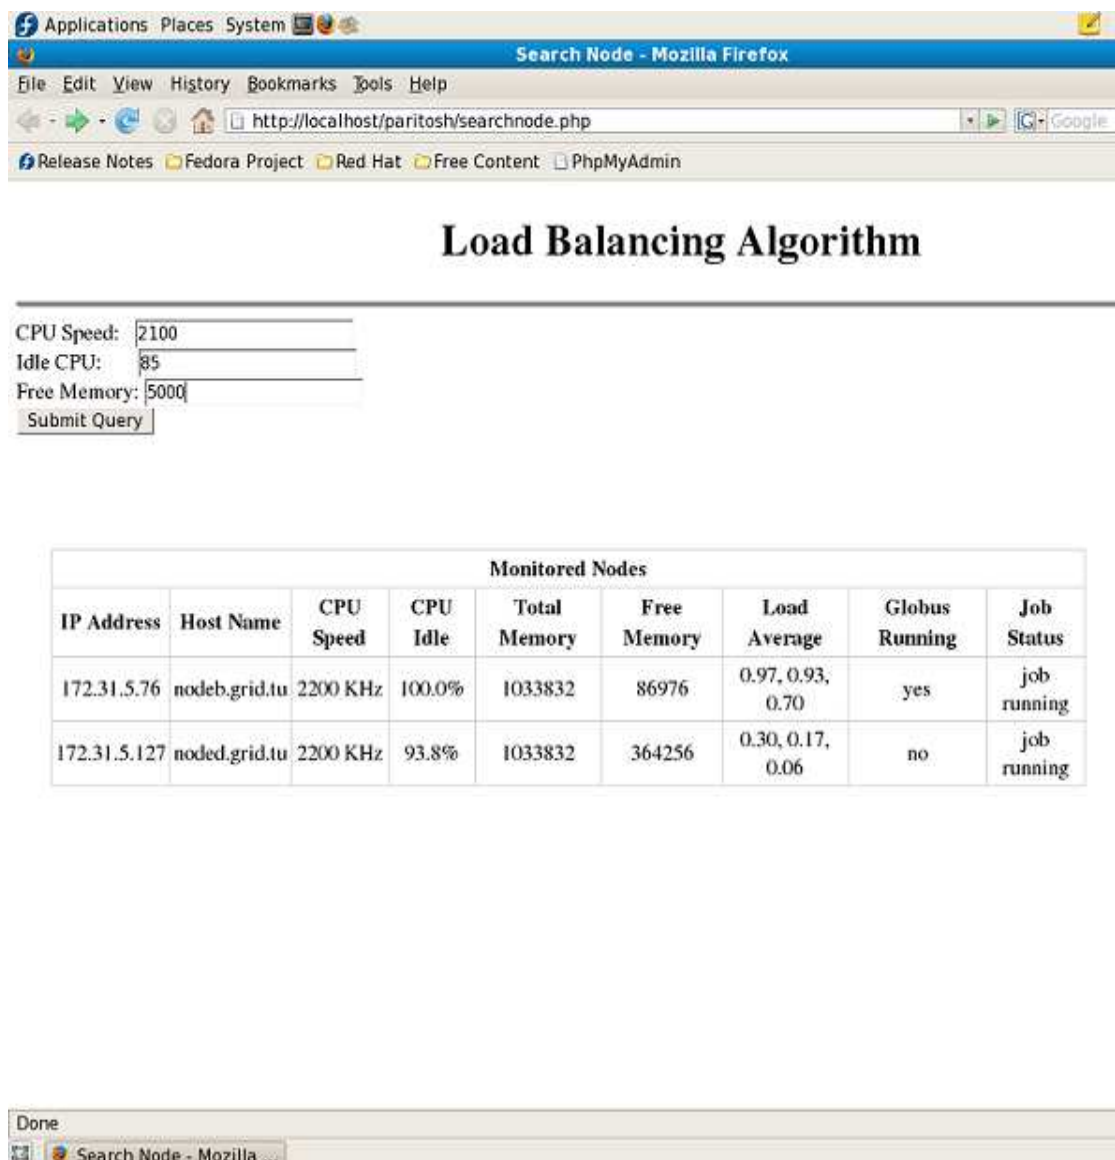 Applications Places System
Search Node - Mozilla Firefox
File Edit View History Bookmarks Tools Help
http://localhost/paritosh/searchnode.php
Google
Release Notes Fedora Project Red Hat Free Content PhpMyAdmin
Load Balancing Algorithm
CPU Speed: 2100
Idle CPU: 85
Free Memory: 5000
Submit Query
Monitored Nodes
IP Address Host Name CPU Speed CPU Idle Total Memory Free Memory Load Average Globus Running Job Status
172.31.5.76 nodeb.grid.tu 2200 KHz 100.0% 1033832 86976 0.97, 0.93, 0.70 yes job running
172.31.5.127 noded.grid.tu 2200 KHz 93.8% 1033832 364256 0.30, 0.17, 0.06 no job running
Done
Search Node - Mozilla ...